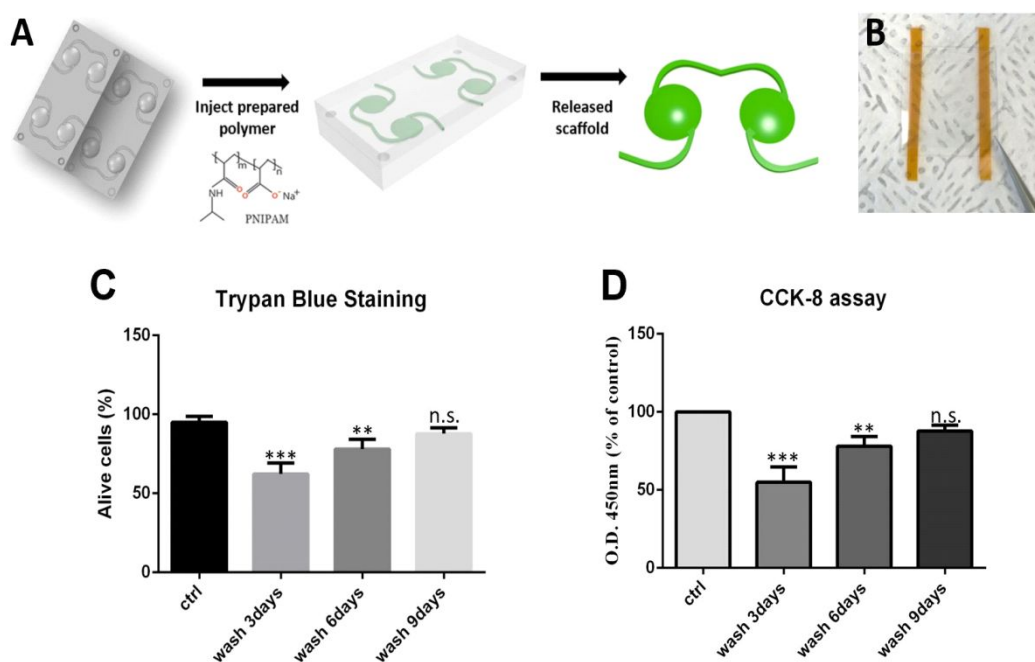 A
Inject prepared
polymer
m
n
NH
O
O
O⁻ Na⁺
PNIPAM
Released
scaffold
B
C
Trypan Blue Staining
Alive cells (%)
150
100
50
0
***
**
n.s.
ctrl
wash 3days
wash 6days
wash 9days
D
CCK-8 assay
O.D. 450nm (% of control)
150
100
50
0
***
**
n.s.
ctrl
wash 3days
wash 6days
wash 9days